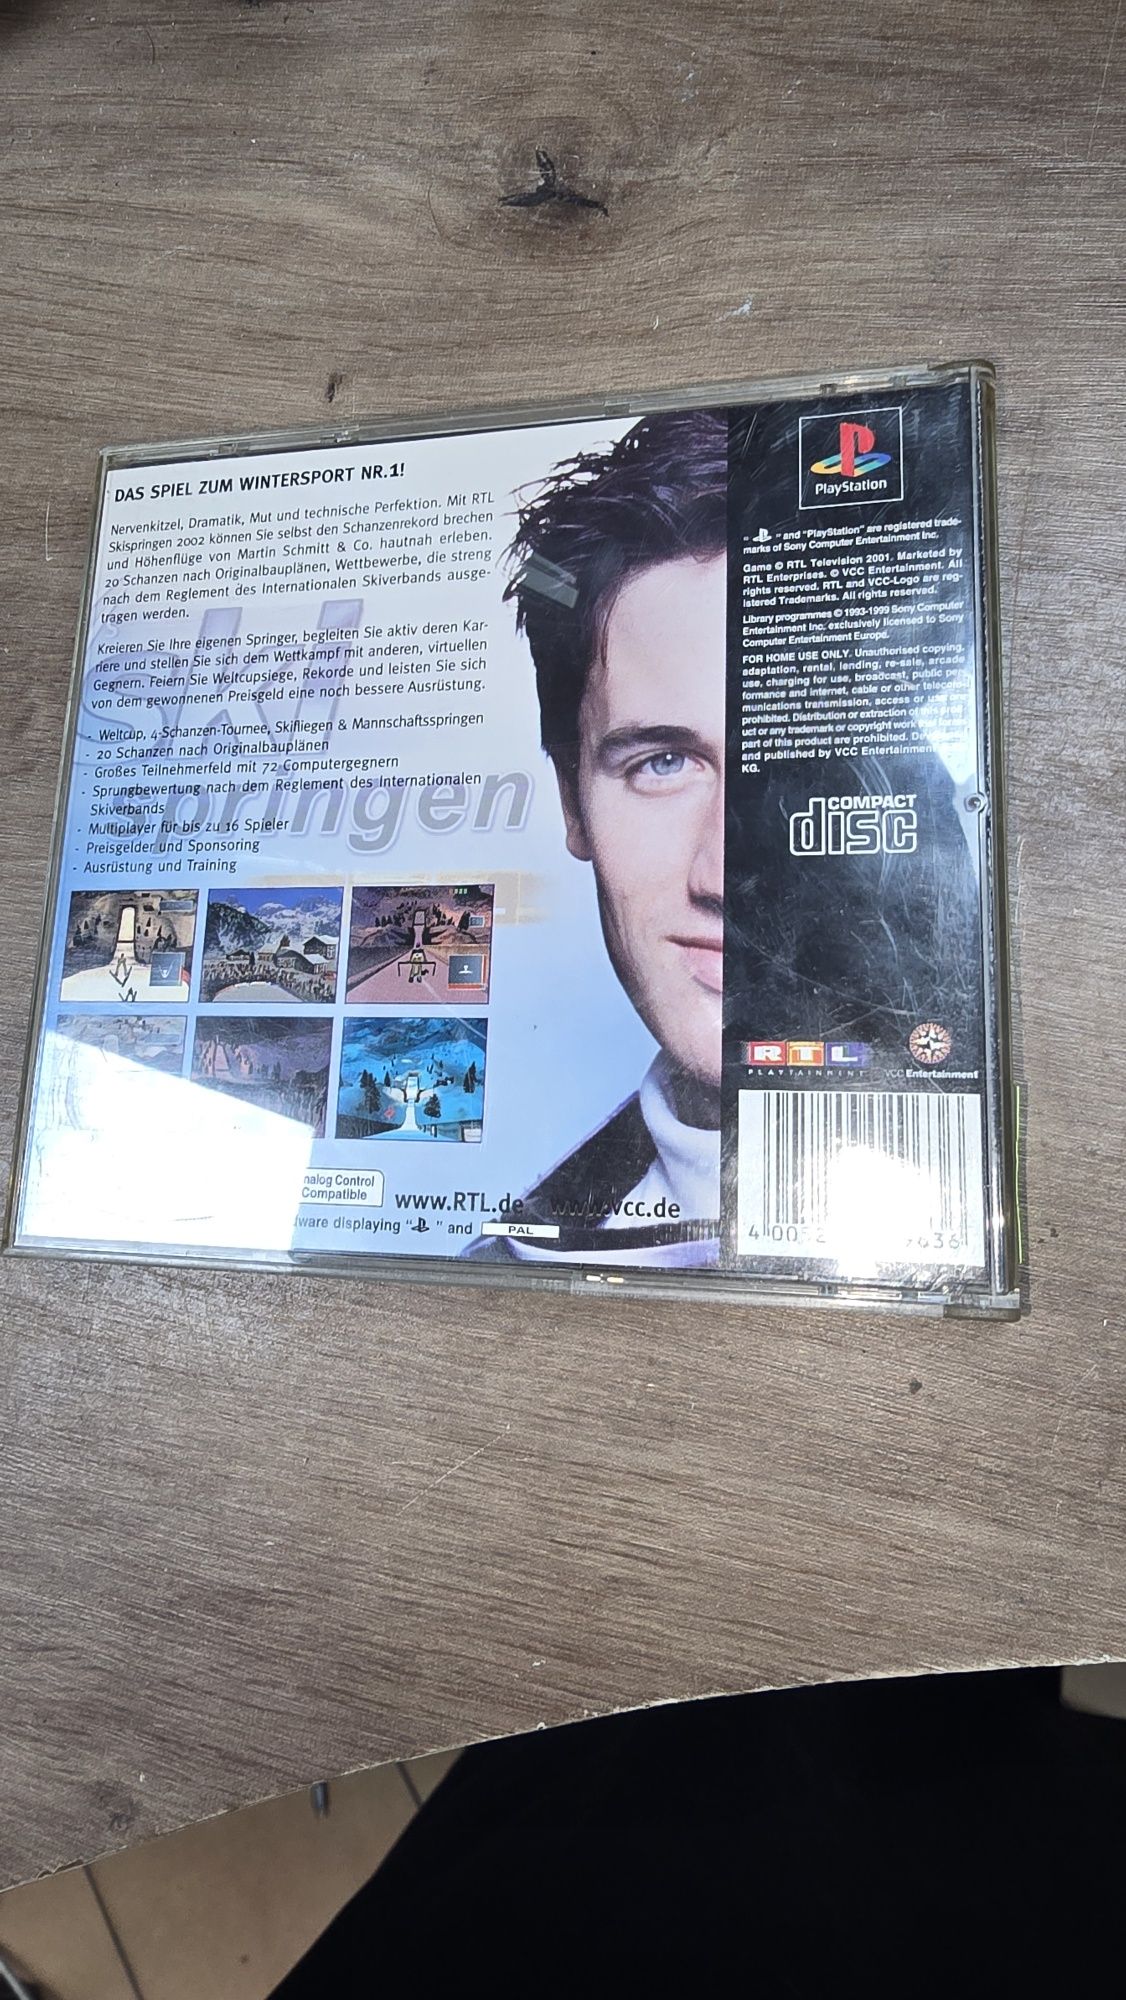 DAS SPIEL ZUM WINTERSPORT NR.1!
Nervenkitzel, Dramatik, Mut und technische Perfektion. Mit RTL
Skispringen 2002 können Sie selbst den Schanzenrekord brechen
und Höhenflüge von Martin Schmitt & Co. hautnah erleben.
20 Schanzen nach Originalbauplänen, Wettbewerbe, die streng
nach dem Reglement des Internationalen Skiverbands ausge-
tragen werden.
Kreieren Sie Ihre eigenen Springer, begleiten Sie aktiv deren Kar-
riere und stellen Sie sich dem Wettkampf mit anderen, virtuellen
Gegnern. Feiern Sie Weltcupsiege, Rekorde und leisten Sie sich
von dem gewonnenen Preisgeld eine noch bessere Ausrüstung.
- Weltcup, 4-Schanzen-Tournee, Skifliegen & Mannschaftsspringen
- 20 Schanzen nach Originalbauplänen
- Großes Teilnehmerfeld mit 72 Computergegnern
- Sprungbewertung nach dem Reglement des Internationalen
Skiverbands
- Multiplayer für bis zu 16 Spieler
- Preisgelder und Sponsoring
- Ausrüstung und Training
ski
springen
nalog Control
Compatible
www.RTL.de www.vcc.de
ware displaying " " and PAL
PlayStation
" " and "PlayStation" are registered trade-
marks of Sony Computer Entertainment Inc.
Game © RTL Television 2001. Marketed by
RTL Enterprises. © VCC Entertainment. All
rights reserved. RTL and VCC-Logo are reg-
istered Trademarks. All rights reserved.
Library programmes © 1993-1999 Sony Computer
Entertainment Inc. exclusively licensed to Sony
Computer Entertainment Europe.
FOR HOME USE ONLY. Unauthorised copying,
adaptation, rental, lending, re-sale, arcade
use, charging for use, broadcast, public per-
formance and internet, cable or other telecom-
munications transmission, access or use are
prohibited. Distribution or extraction of this prod-
uct or any trademark or copyright work that forms
part of this product are prohibited. Developed
and published by VCC Entertainment
KG.
COMPACT
disc
RTL
PLAYTAINMENT
VCC Entertainment
4 005 636